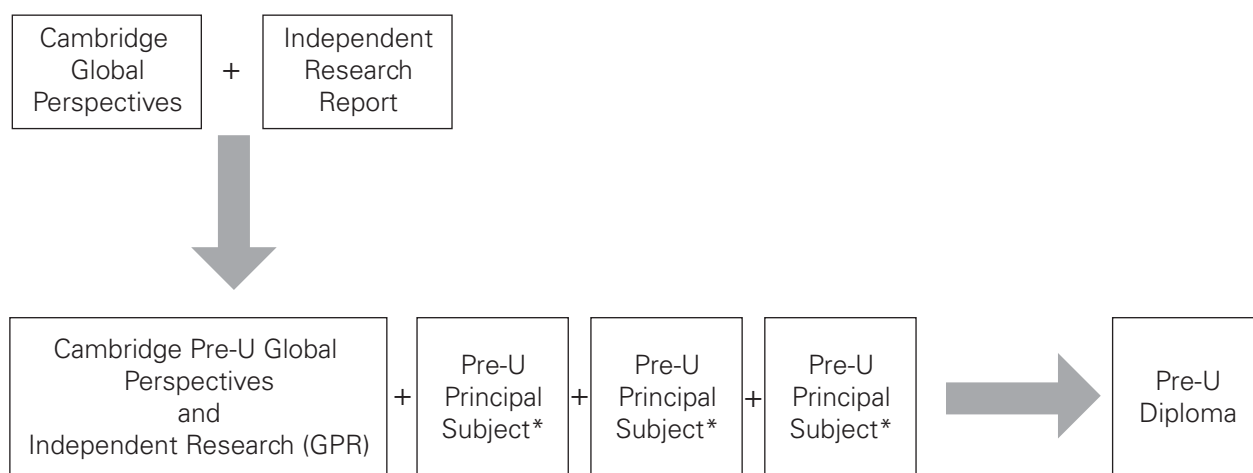 Cambridge
Global
Perspectives
+
Independent
Research
Report
Cambridge Pre-U Global
Perspectives
and
Independent Research (GPR)
+
Pre-U
Principal
Subject*
+
Pre-U
Principal
Subject*
+
Pre-U
Principal
Subject*
Pre-U
Diploma